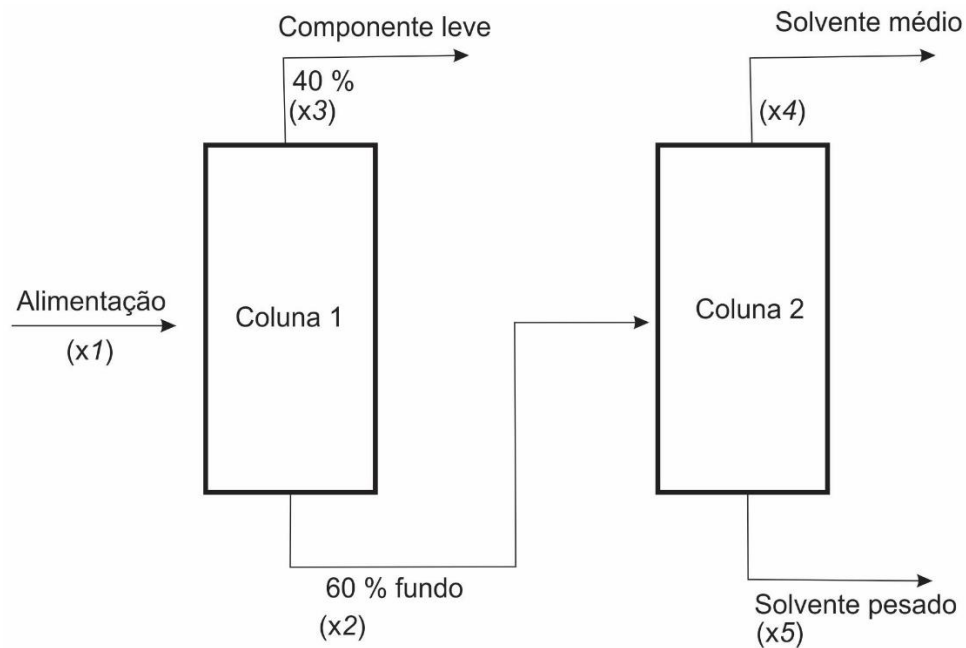 Componente leve
40 %
(x3)
Solvente médio
(x4)
Alimentação
(x1)
Coluna 1
Coluna 2
60 % fundo
(x2)
Solvente pesado
(x5)